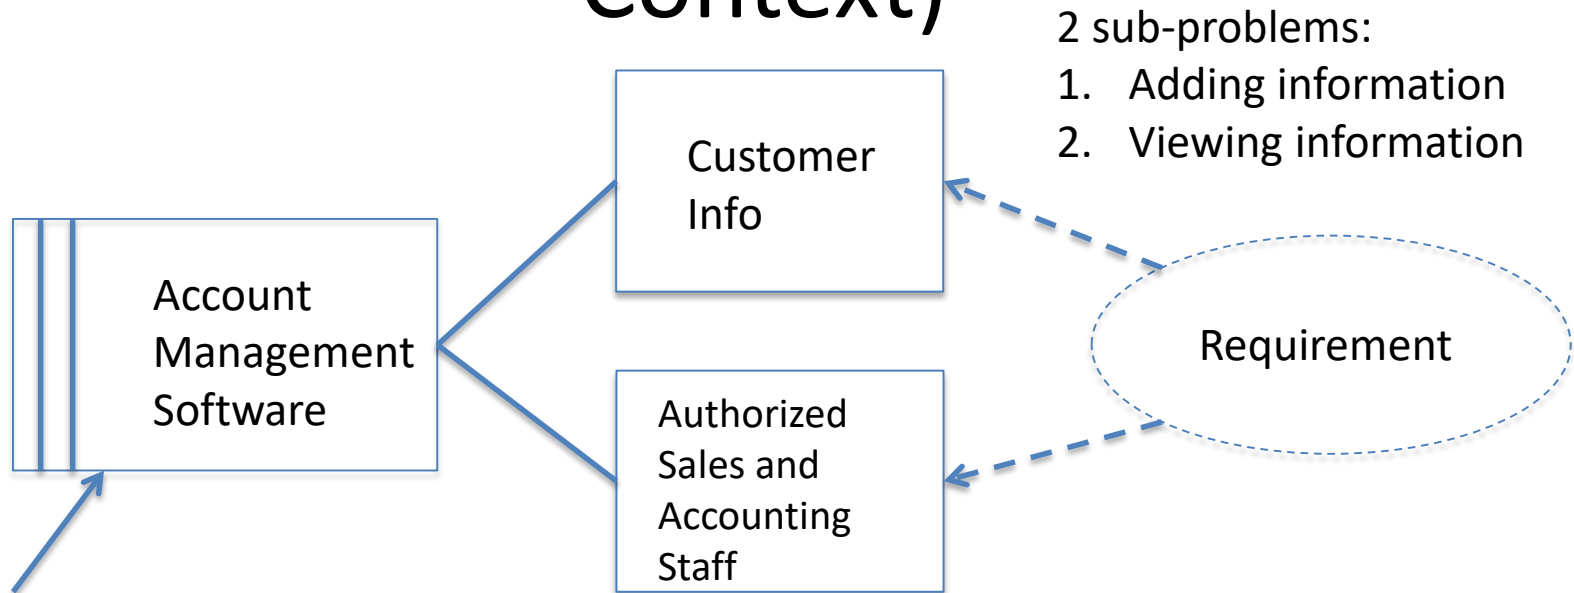 Context)
2 sub-problems:
1. Adding information
2. Viewing information
Customer
Info
Account
Management
Software
Requirement
Authorized
Sales and
Accounting
Staff